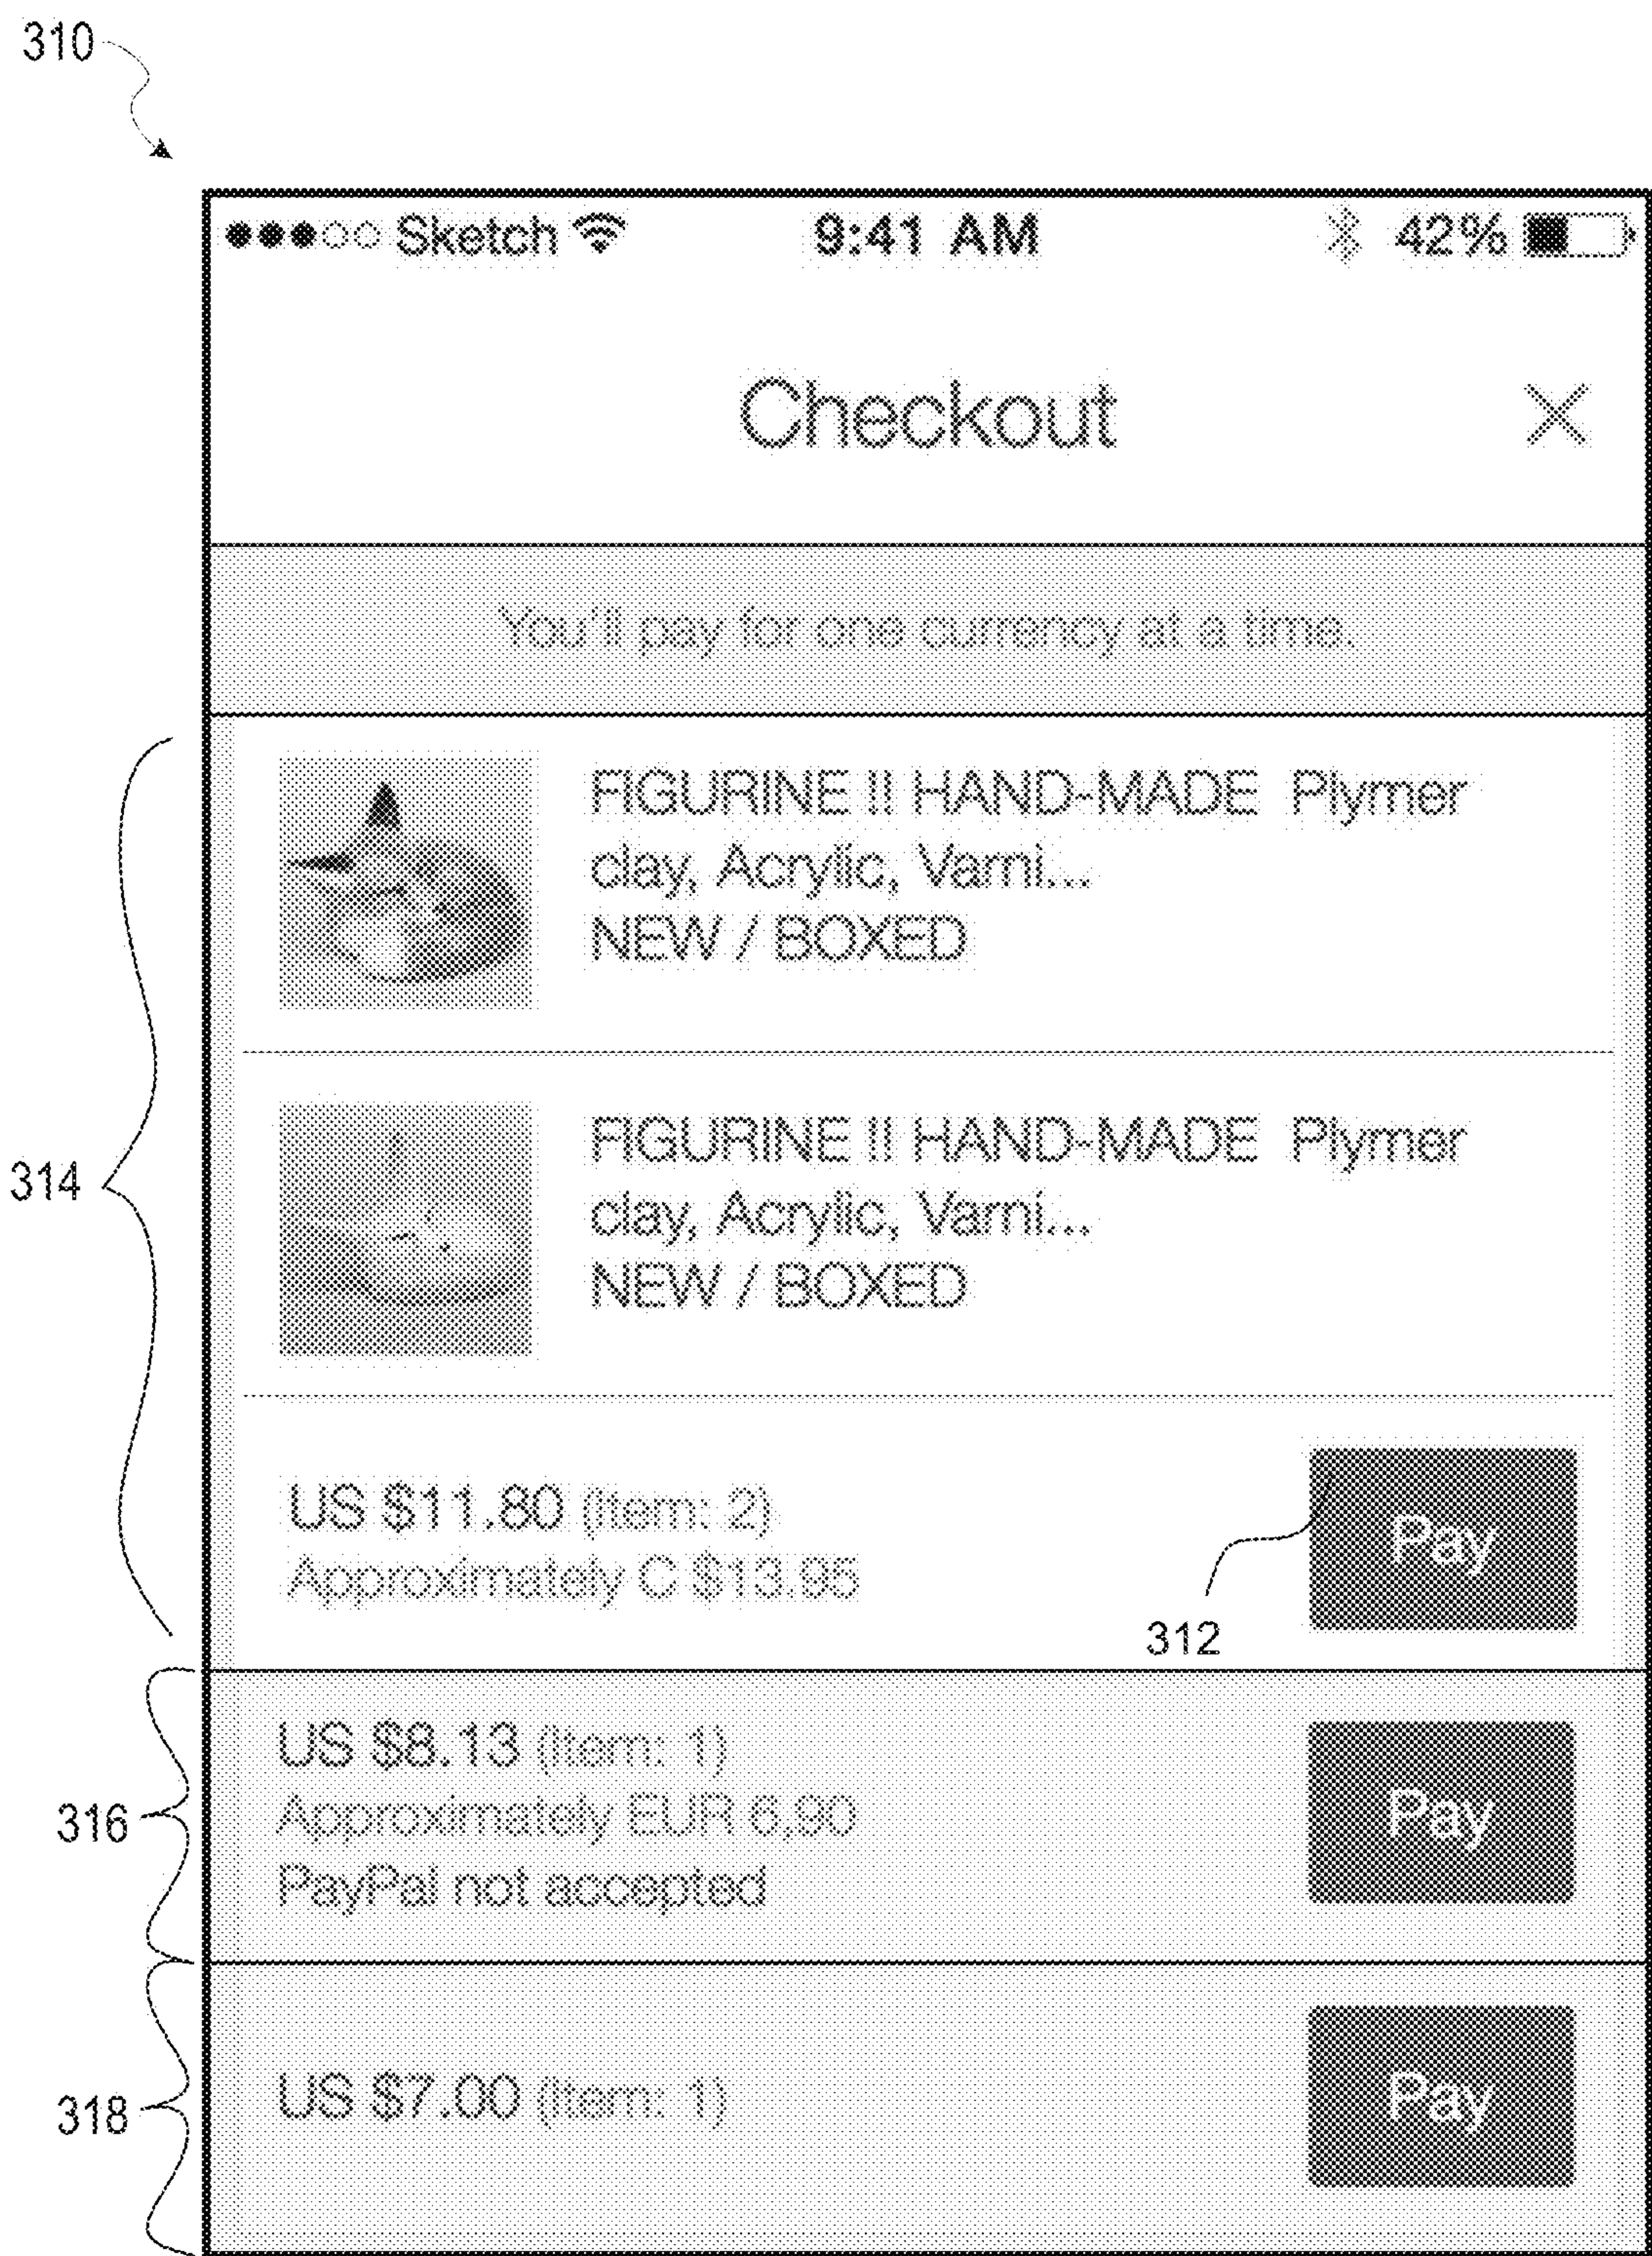 310
Sketch 9:41 AM 42%
Checkout
You'll pay for one currency at a time.
FIGURINE !! HAND-MADE Plymer
clay, Acrylic, Varni...
NEW / BOXED
314
FIGURINE !! HAND-MADE Plymer
clay, Acrylic, Varni...
NEW / BOXED
US $11.80 (Item: 2)
Approximately C $13.95
Pay
312
316
US $8.13 (Item: 1)
Approximately EUR 6,90
PayPal not accepted
Pay
318
US $7.00 (Item: 1)
Pay